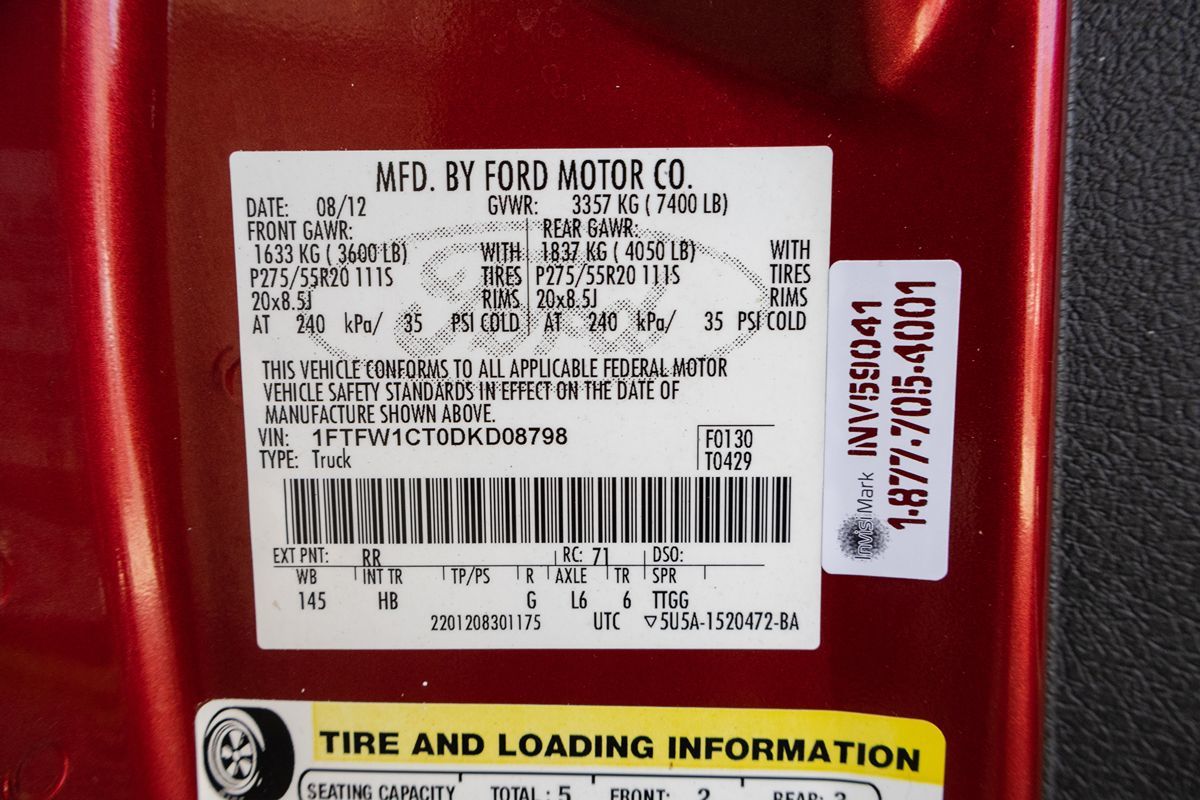 MFD. BY FORD MOTOR CO.
DATE: 08/12 GVWR: 3357 KG ( 7400 LB)
FRONT GAWR: REAR GAWR:
1633 KG ( 3600 LB) WITH 1837 KG ( 4050 LB) WITH
P275/55R20 111S TIRES P275/55R20 111S TIRES
20x8.5J RIMS 20x8.5J RIMS
AT 240 kPa/ 35 PSI COLD AT 240 kPa/ 35 PSI COLD
Ford
THIS VEHICLE CONFORMS TO ALL APPLICABLE FEDERAL MOTOR
VEHICLE SAFETY STANDARDS IN EFFECT ON THE DATE OF
MANUFACTURE SHOWN ABOVE.
VIN: 1FTFW1CT0DKD08798 F0130
TYPE: Truck T0429
EXT PNT: RR RC: 71 DSO:
WB INT TR TP/PS R AXLE TR SPR
145 HB G L6 6 TTGG
2201208301175 UTC ▽5U5A-1520472-BA
InvisiMark INV59041
1-877-705-4001
TIRE AND LOADING INFORMATION
SEATING CAPACITY TOTAL : 5 FRONT: 2 REAR: 3